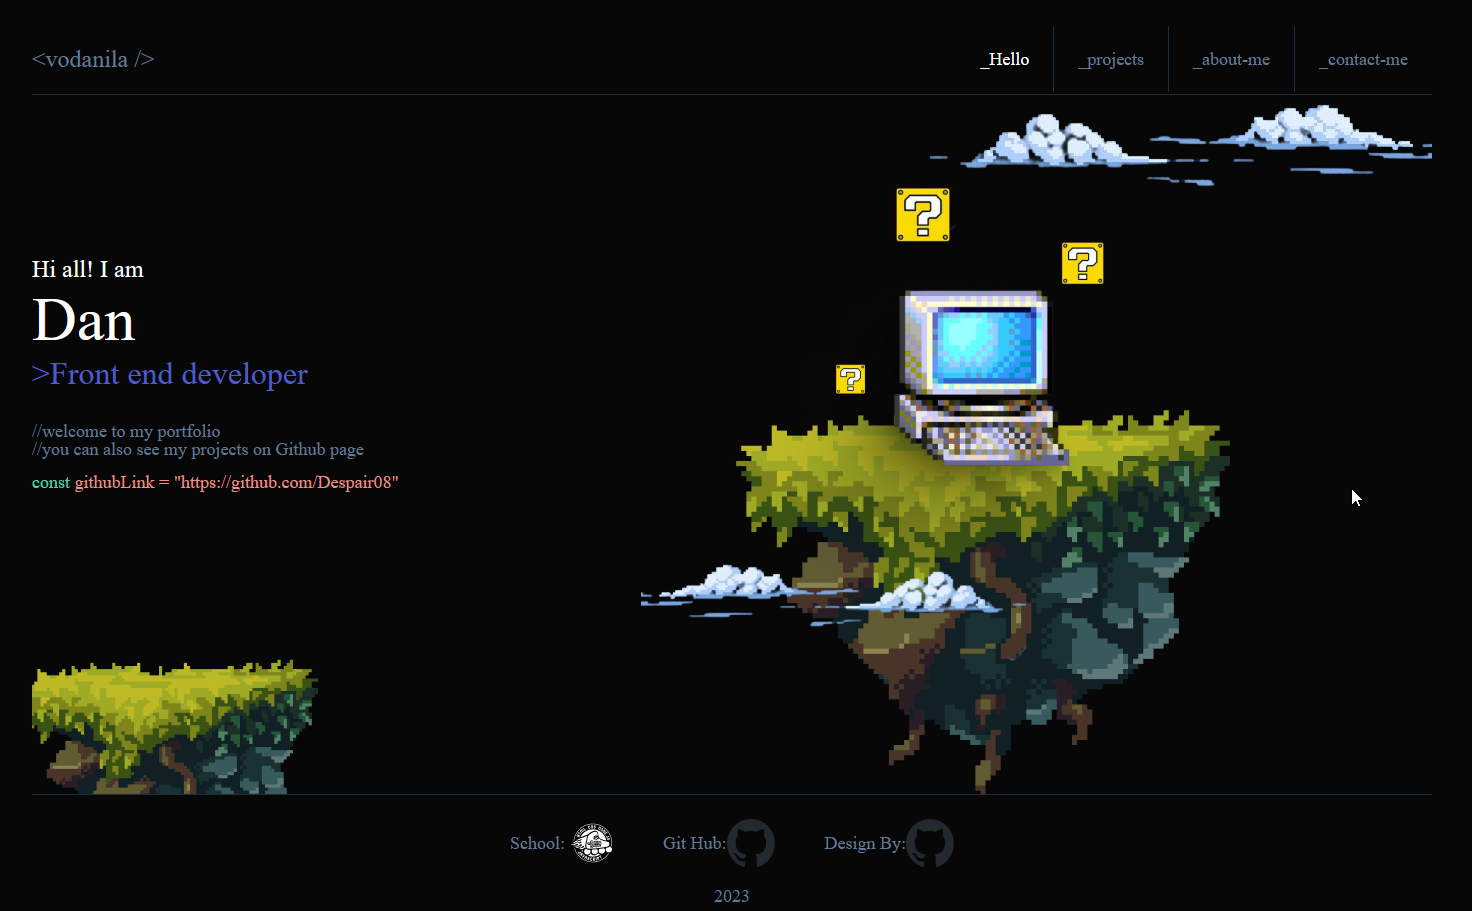 <vodanila />
_Hello
_projects
_about-me
_contact-me
?
?
?
Hi all! I am
Dan
>Front end developer
//welcome to my portfolio
//you can also see my projects on Github page
const githubLink = "https://github.com/Despair08"
School:
Git Hub:
Design By:
2023